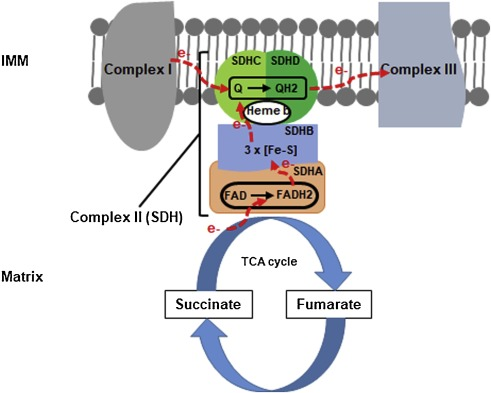 IMM
SDHC
SDHD
Complex I
e-
e-
Complex III
Q
QH2
Heme b
e-
SDHB
3 x [Fe-S]
e-
SDHA
FAD
FADH2
Complex II (SDH)
e-
TCA cycle
Matrix
Succinate
Fumarate